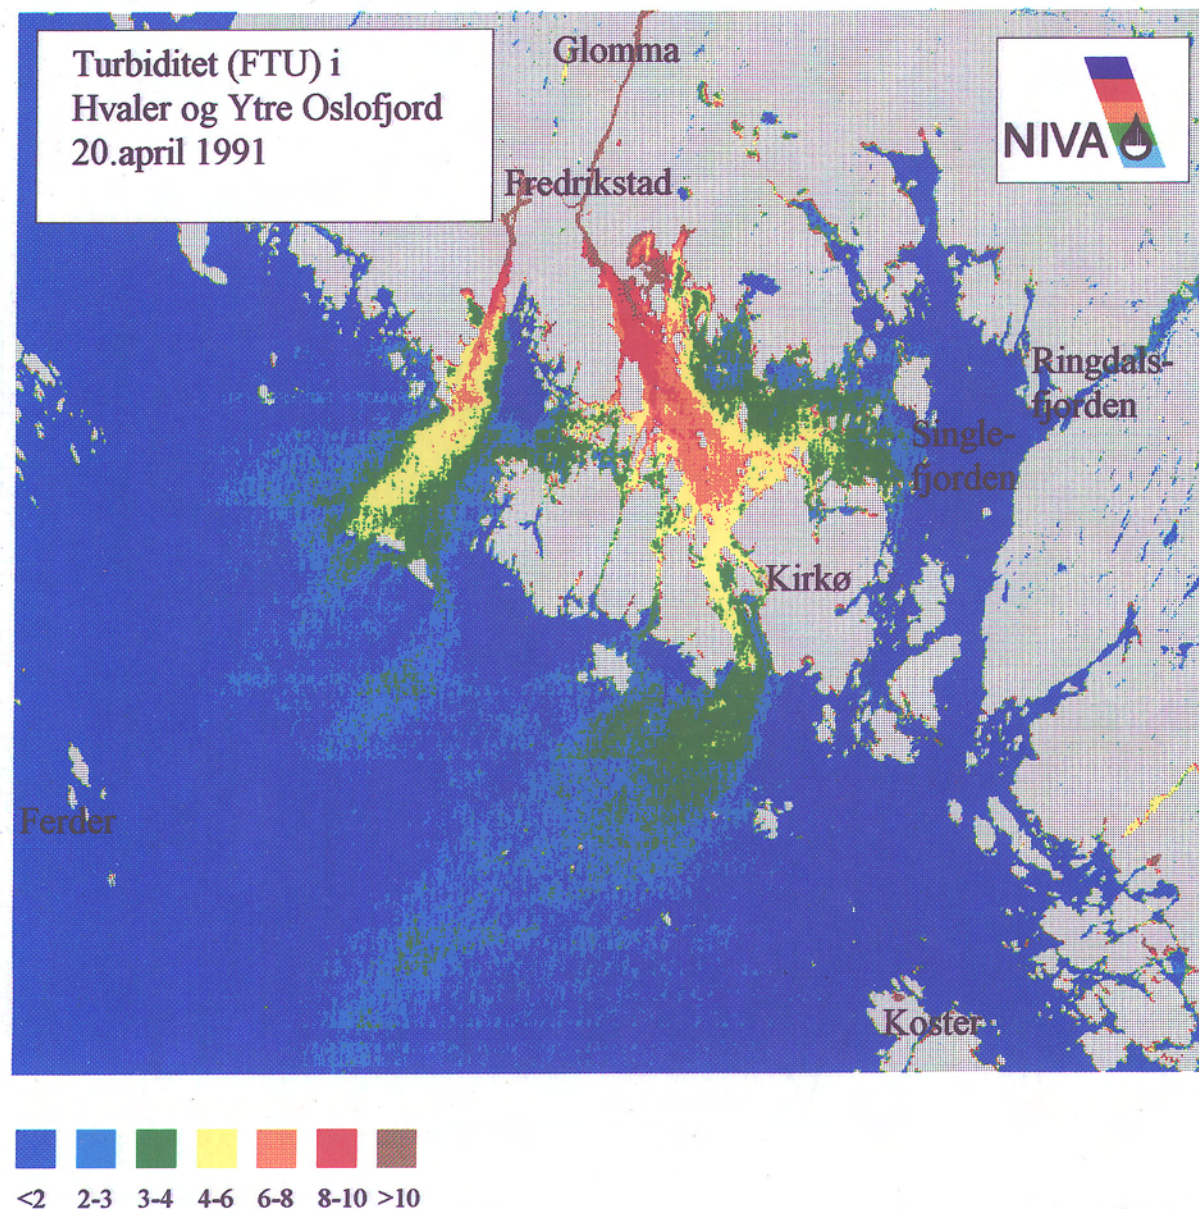 Turbiditet (FTU) i
Hvaler og Ytre Oslofjord
20.april 1991
Glomma
NIVA
Fredrikstad
Ringdals-
fjorden
Single-
fjorden
Kirkø
Ferder
Koster
<2 2-3 3-4 4-6 6-8 8-10 >10